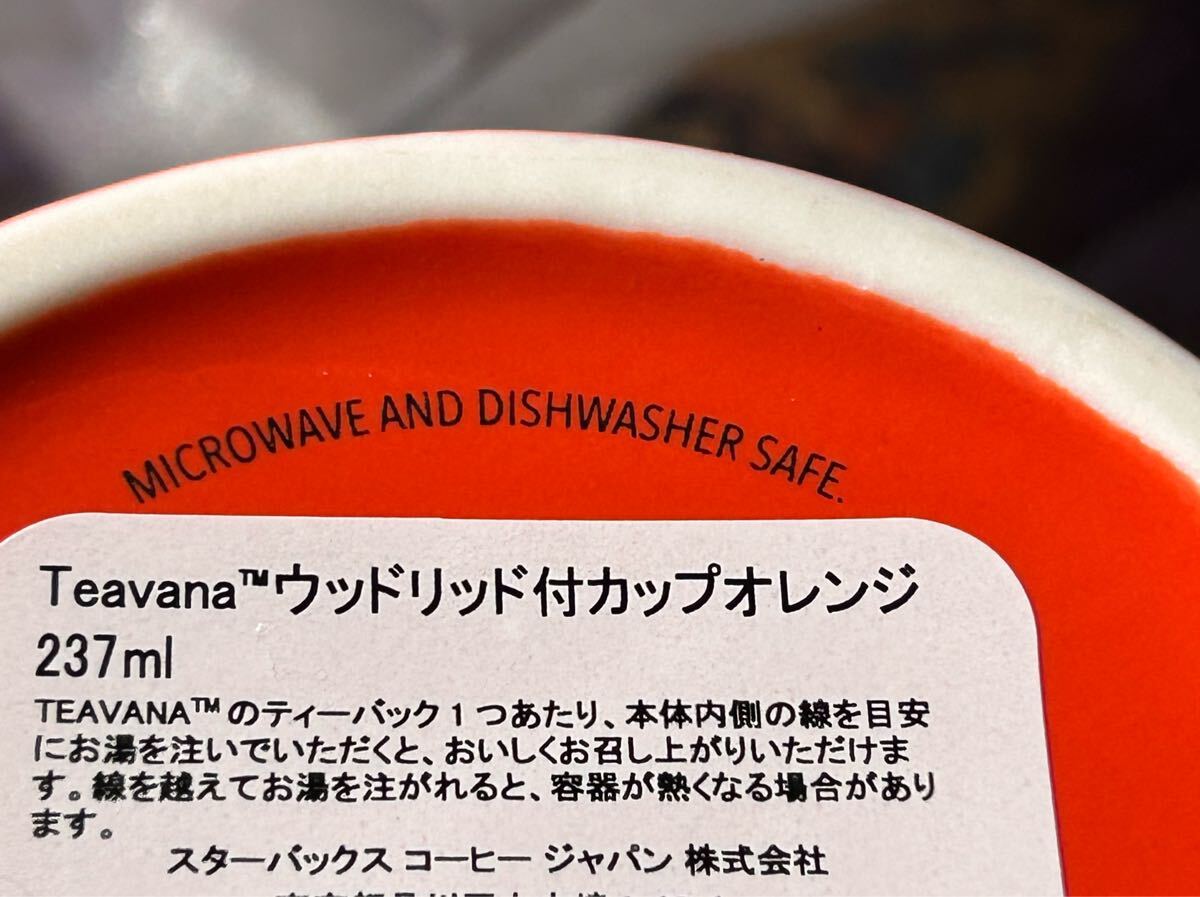 MICROWAVE AND DISHWASHER SAFE.
Teavana™ウッドリッド付カップオレンジ
237ml
TEAVANA™のティーバック1つあたり、本体内側の線を目安
にお湯を注いでいただくと、おいしくお召し上がりいただけま
す。線を越えてお湯を注がれると、容器が熱くなる場合があり
ます。
スターバックス コーヒー ジャパン 株式会社